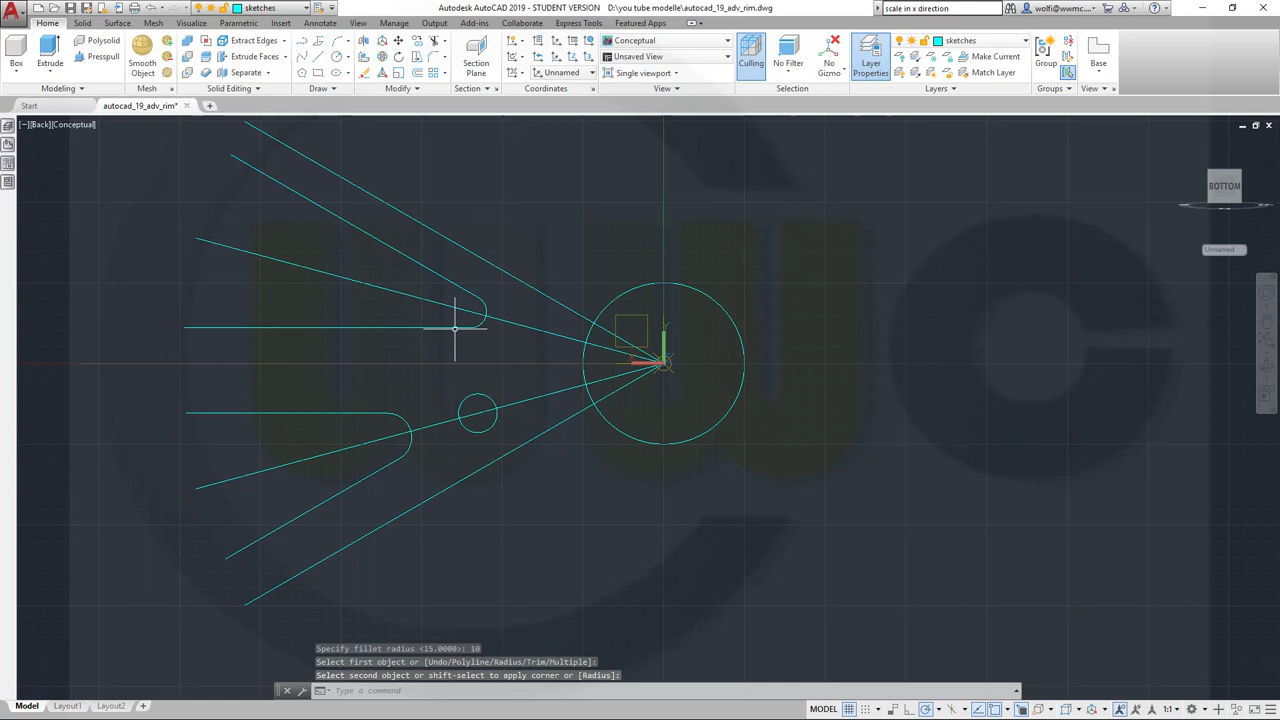 Autodesk AutoCAD 2019 - STUDENT VERSION D:\you tube modelle\autocad_19_adv_rim.dwg
sketches
scale in x direction
wolfi@wwmc...
Home Solid Surface Mesh Visualize Parametric Insert Annotate View Manage Output Add-ins Collaborate Express Tools Featured Apps
Box
Extrude
Polysolid
Presspull
Modeling
Smooth
Object
Mesh
Extract Edges
Extrude Faces
Separate
Solid Editing
Draw
Modify
Section
Plane
Section
Unnamed
Coordinates
Conceptual
Unsaved View
Single viewport
View
Culling
No Filter
No
Gizmo
Selection
Layer
Properties
sketches
Make Current
Match Layer
Layers
Group
Groups
Base
View
Start
autocad_19_adv_rim*
[−][Back][Conceptual]
BOTTOM
Unnamed
Specify fillet radius <15.0000>: 10
Select first object or [Undo/Polyline/Radius/Trim/Multiple]:
Select second object or shift-select to apply corner or [Radius]:
Type a command
Model Layout1 Layout2
MODEL
1:1